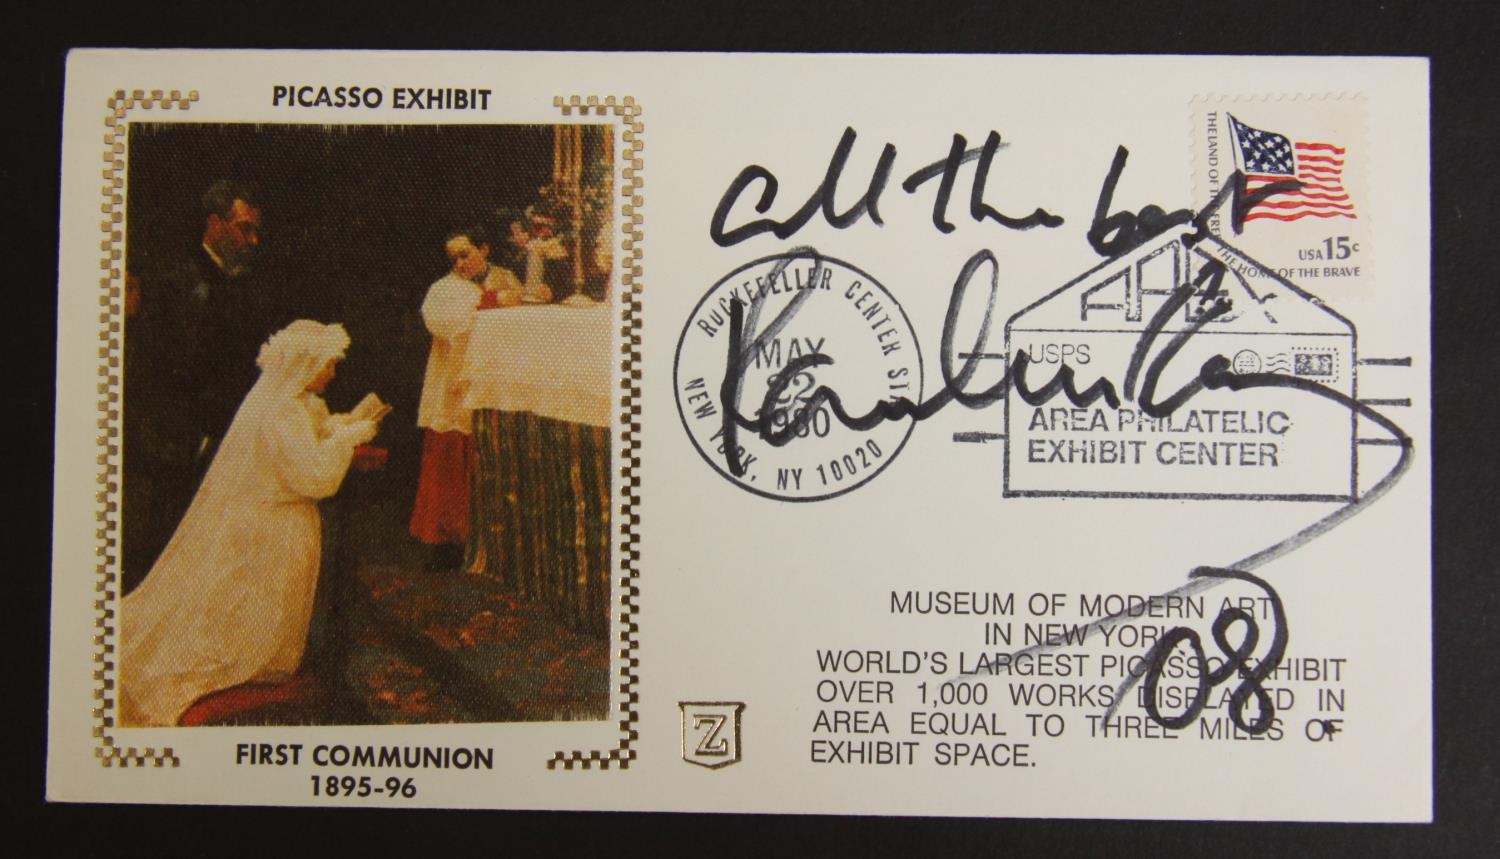 PICASSO EXHIBIT
FIRST COMMUNION
1895-96
all the best
08
THE LAND OF THE FREE THE HOME OF THE BRAVE
USA 15c
ROCKEFELLER CENTER STA
MAY
22
1980
NEW YORK, NY 10020
USPS
AREA PHILATELIC
EXHIBIT CENTER
Z
MUSEUM OF MODERN ART
IN NEW YORK
WORLD'S LARGEST PICASSO EXHIBIT
OVER 1,000 WORKS DISPLAYED IN
AREA EQUAL TO THREE MILES OF
EXHIBIT SPACE.